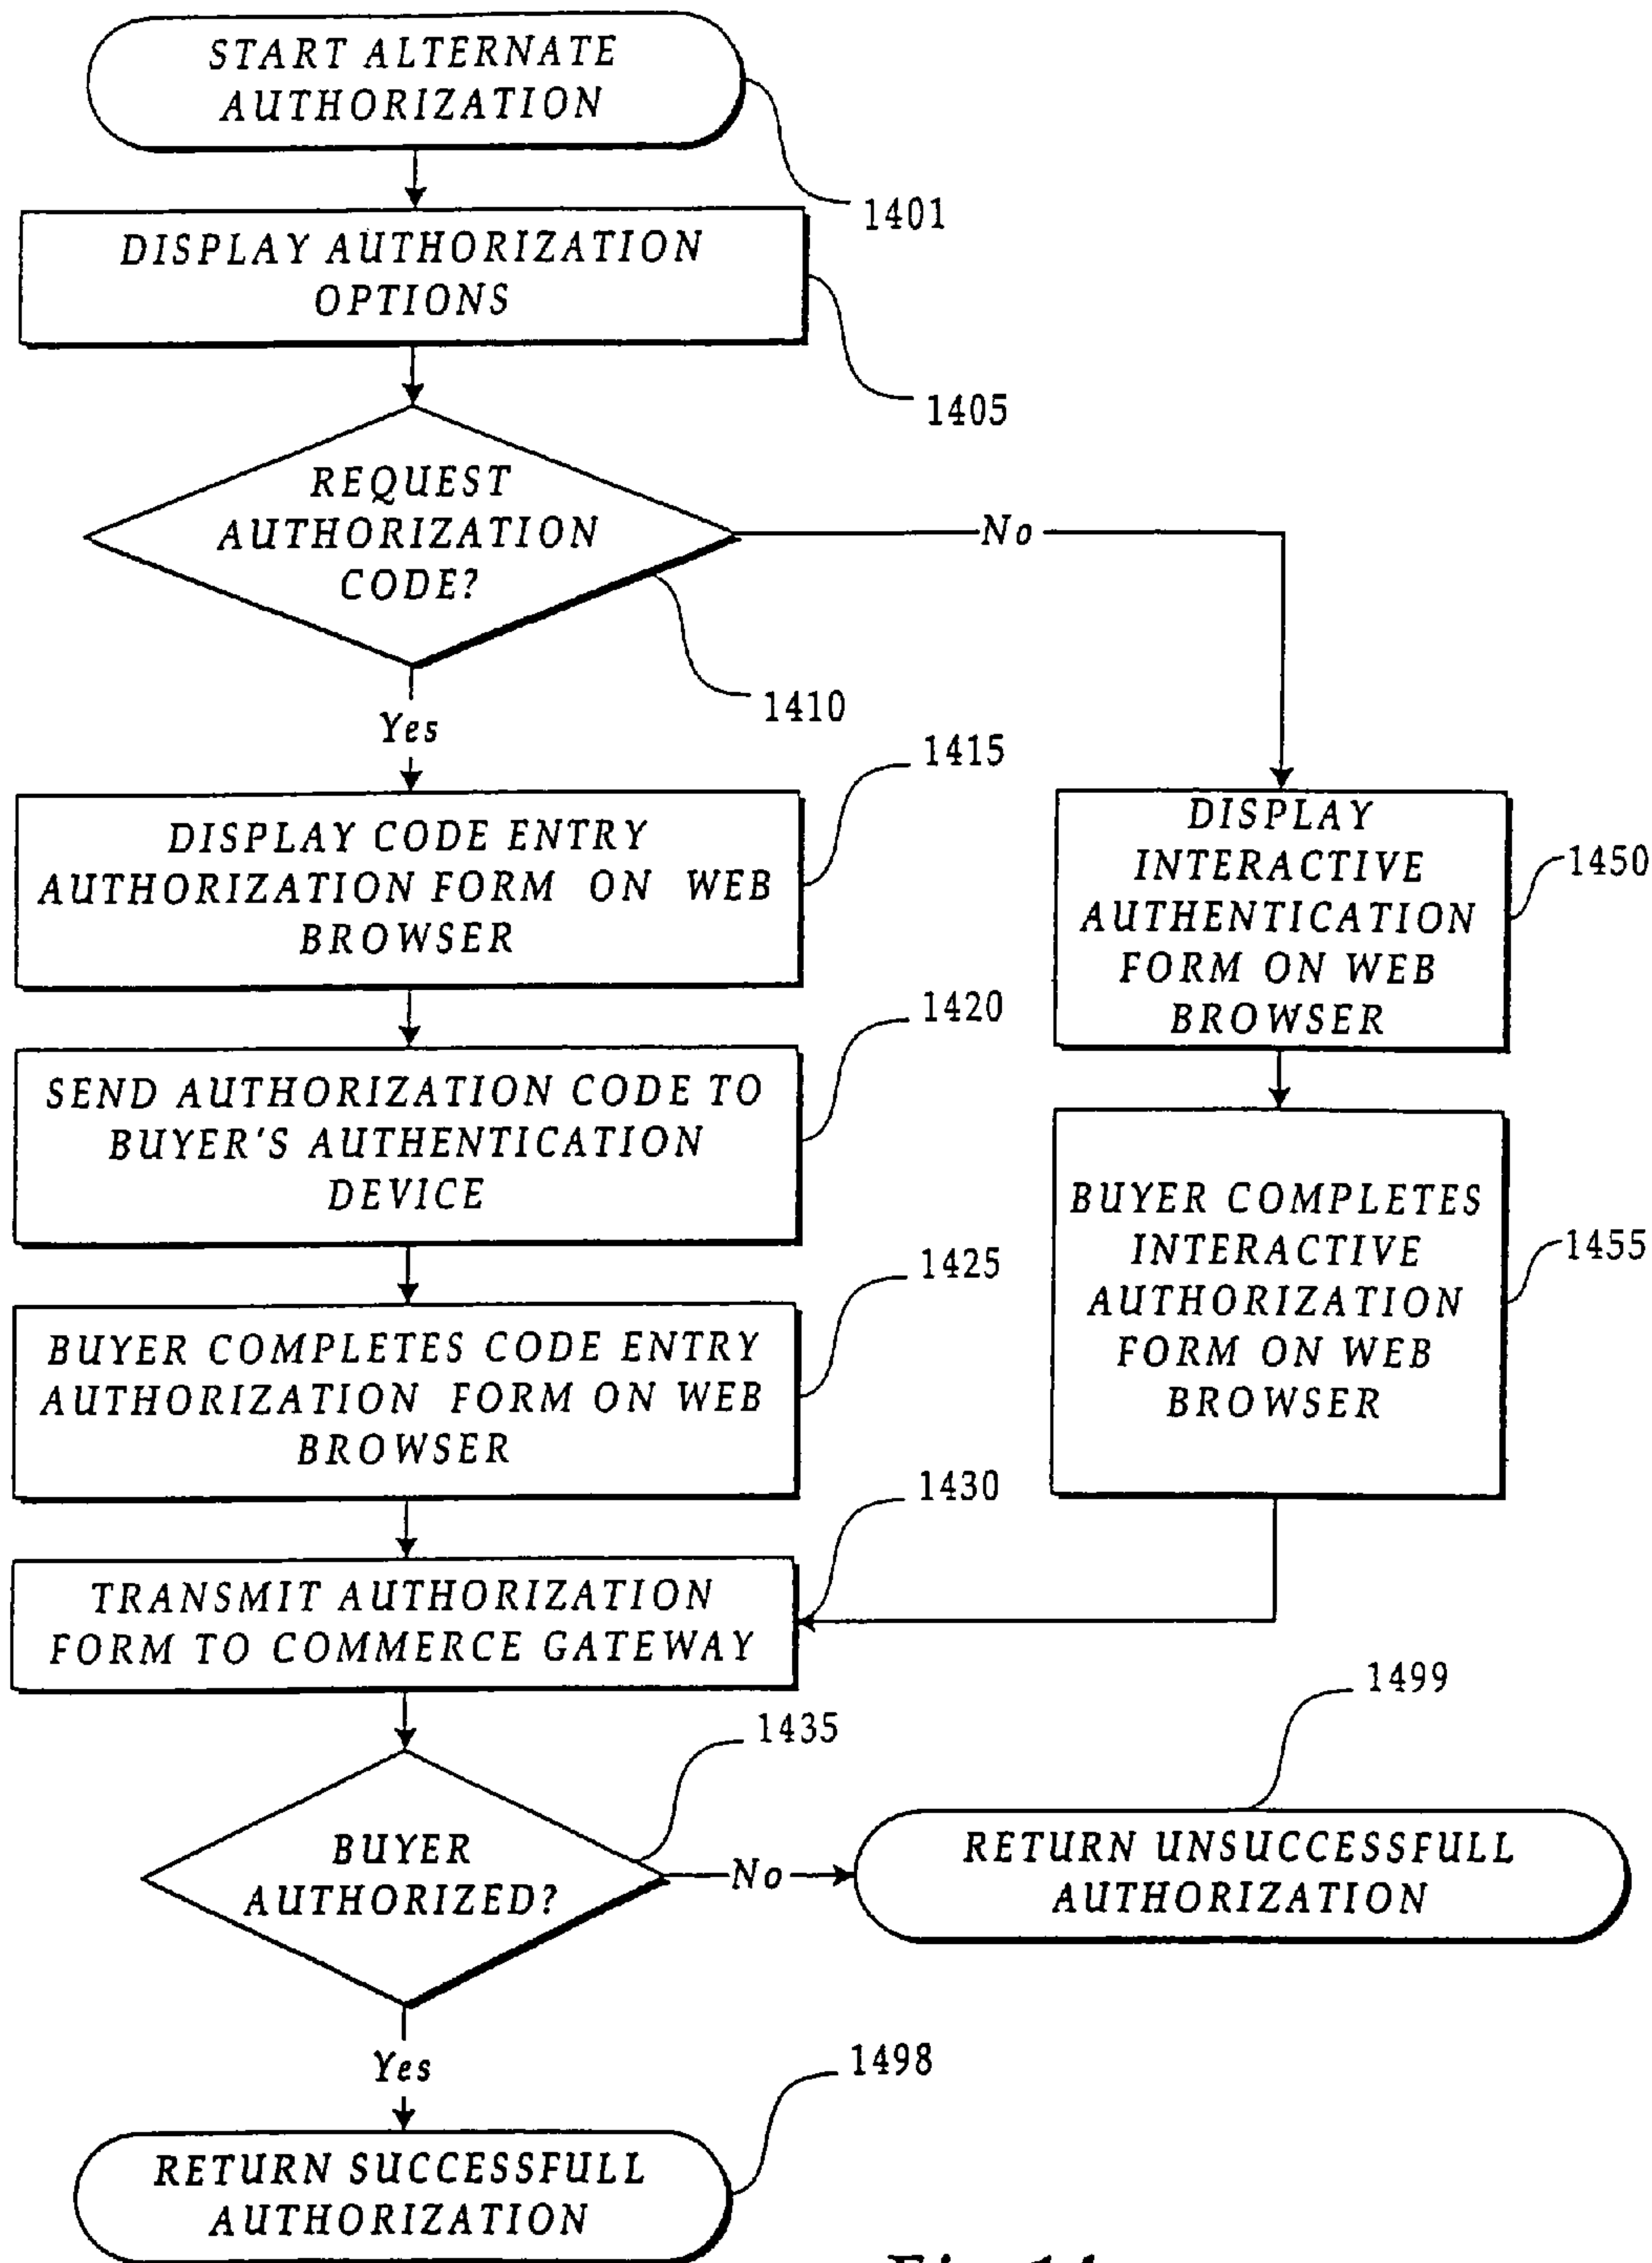 START ALTERNATE
AUTHORIZATION
1401
DISPLAY AUTHORIZATION
OPTIONS
1405
REQUEST
AUTHORIZATION
CODE?
No
1410
Yes
1415
DISPLAY CODE ENTRY
AUTHORIZATION FORM ON WEB
BROWSER
DISPLAY
INTERACTIVE
AUTHENTICATION
FORM ON WEB
BROWSER
1450
1420
SEND AUTHORIZATION CODE TO
BUYER'S AUTHENTICATION
DEVICE
BUYER COMPLETES
INTERACTIVE
AUTHORIZATION
FORM ON WEB
BROWSER
1455
1425
BUYER COMPLETES CODE ENTRY
AUTHORIZATION FORM ON WEB
BROWSER
1430
TRANSMIT AUTHORIZATION
FORM TO COMMERCE GATEWAY
1435
1499
BUYER
AUTHORIZED?
No
RETURN UNSUCCESSFULL
AUTHORIZATION
Yes
1498
RETURN SUCCESSFULL
AUTHORIZATION